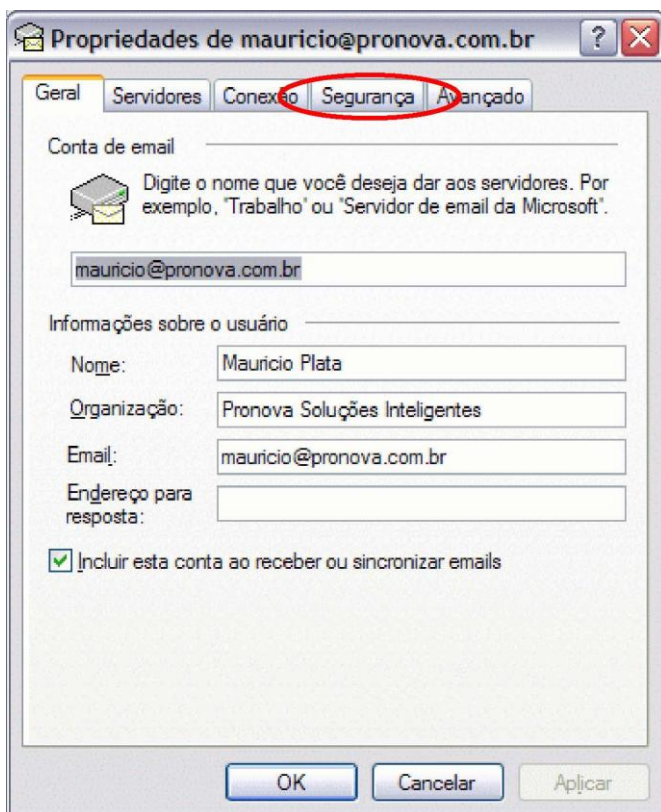 Propriedades de mauricio@pronova.com.br
Geral Servidores Conexão Segurança Avançado
Conta de email
Digite o nome que você deseja dar aos servidores. Por
exemplo, "Trabalho" ou "Servidor de email da Microsoft".
mauricio@pronova.com.br
Informações sobre o usuário
Nome: Mauricio Plata
Organização: Pronova Soluções Inteligentes
Email: mauricio@pronova.com.br
Endereço para
resposta:
Incluir esta conta ao receber ou sincronizar emails
OK Cancelar Aplicar